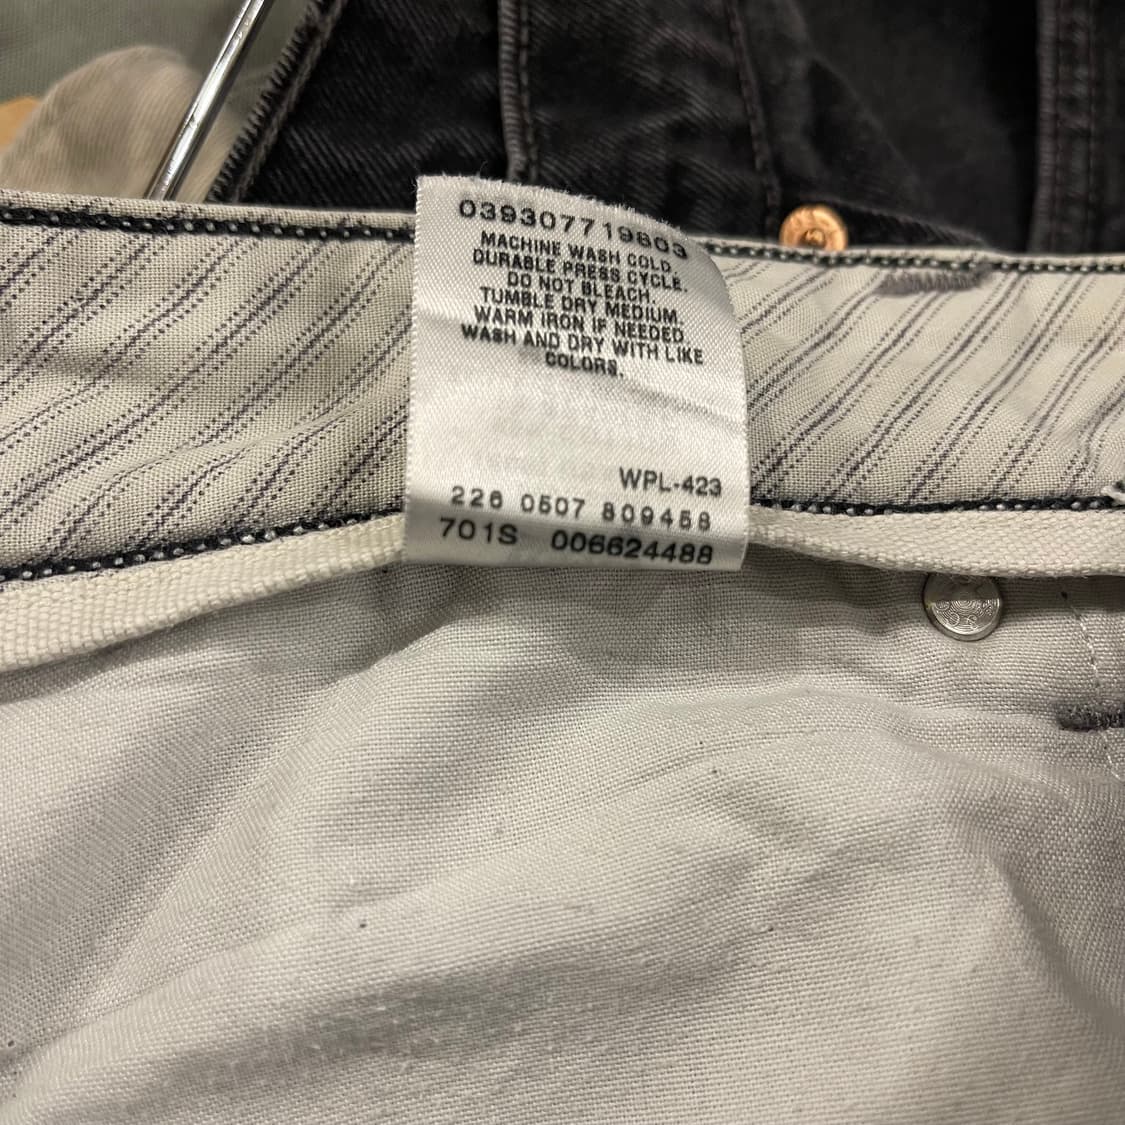 039307719803
MACHINE WASH COLD.
DURABLE PRESS CYCLE.
DO NOT BLEACH.
TUMBLE DRY MEDIUM.
WARM IRON IF NEEDED.
WASH AND DRY WITH LIKE
COLORS.
WPL-423
226 0507 809458
701S 006624488